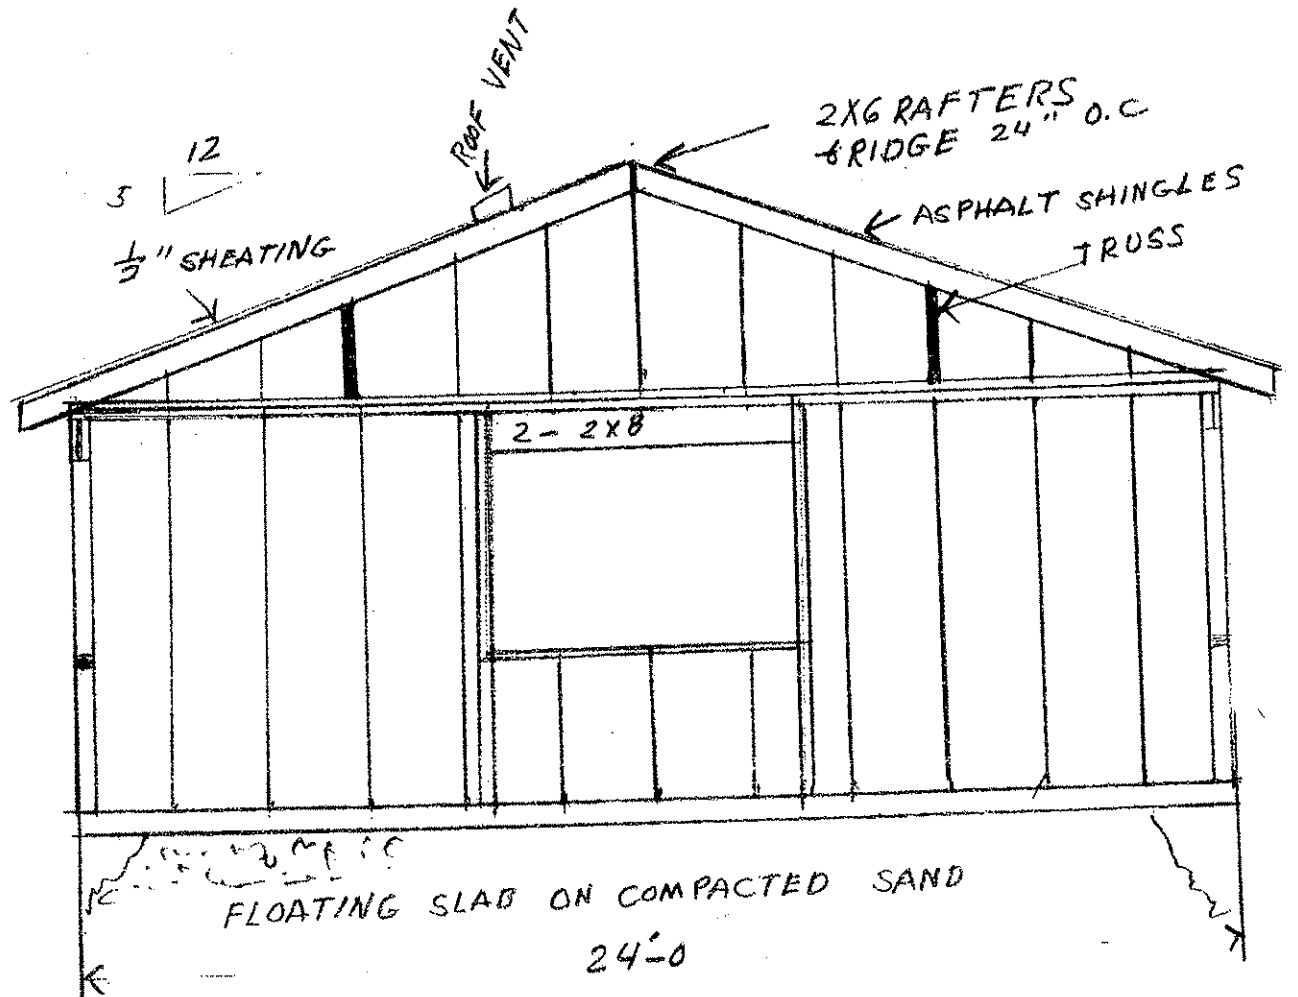 ROOF VENT
2X6 RAFTERS
& RIDGE 24" O.C
12
5
ASPHALT SHINGLES
TRUSS
1/2" SHEATING
2 - 2X8
FLOATING SLAB ON COMPACTED SAND
24'-0